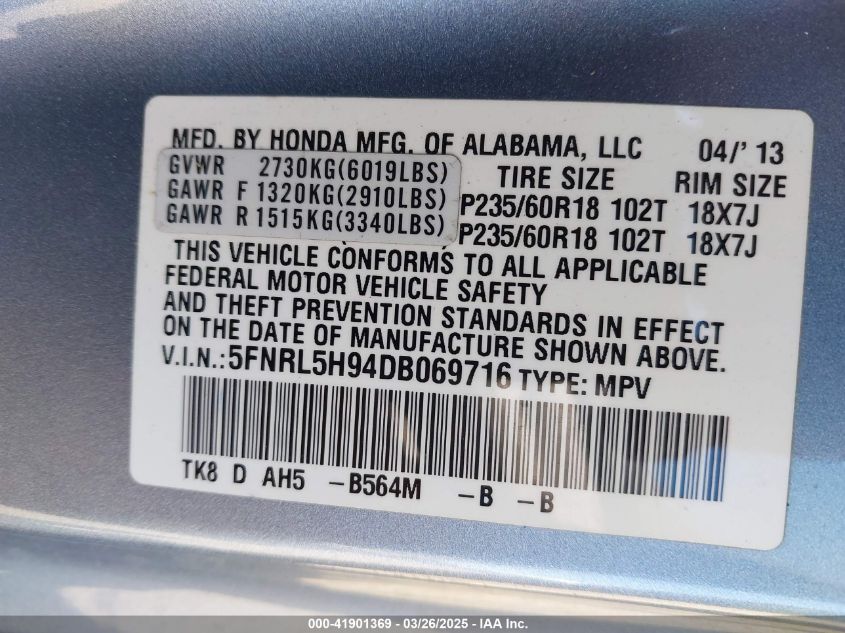 MFD. BY HONDA MFG. OF ALABAMA, LLC 04/' 13
GVWR 2730KG(6019LBS) TIRE SIZE RIM SIZE
GAWR F 1320KG(2910LBS) P235/60R18 102T 18X7J
GAWR R 1515KG(3340LBS) P235/60R18 102T 18X7J
THIS VEHICLE CONFORMS TO ALL APPLICABLE
FEDERAL MOTOR VEHICLE SAFETY
AND THEFT PREVENTION STANDARDS IN EFFECT
ON THE DATE OF MANUFACTURE SHOWN ABOVE.
V.I.N.:5FNRL5H94DB069716 TYPE: MPV
TK8 D AH5 -B564M -B -B
000-41901369 | 03/26/2025 | IAA Inc.